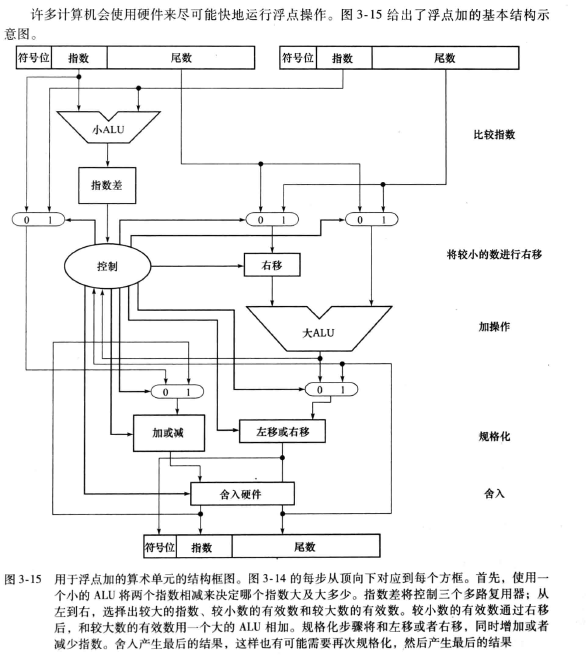 许多计算机会使用硬件来尽可能快地运行浮点操作。图 3-15 给出了浮点加的基本结构示
意图。
符号位 指数 尾数 符号位 指数 尾数
小ALU
比较指数
指数差
0 1 0 1 0 1
控制
右移
将较小的数进行右移
大ALU
加操作
0 1 0 1
加或减
左移或右移
规格化
舍入硬件
舍入
符号位 指数 尾数
图 3-15 用于浮点加的算术单元的结构框图。图 3-14 的每步从顶向下对应到每个方框。首先，使用一
个小的 ALU 将两个指数相减来决定哪个指数大及大多少。指数差将控制三个多路复用器；从
左到右，选择出较大的指数、较小数的有效数和较大数的有效数。较小数的有效数通过右移
后，和较大数的有效数用一个大的 ALU 相加。规格化步骤将和左移或者右移，同时增加或者
减少指数。舍入产生最后的结果，这样也有可能需要再次规格化，然后产生最后的结果